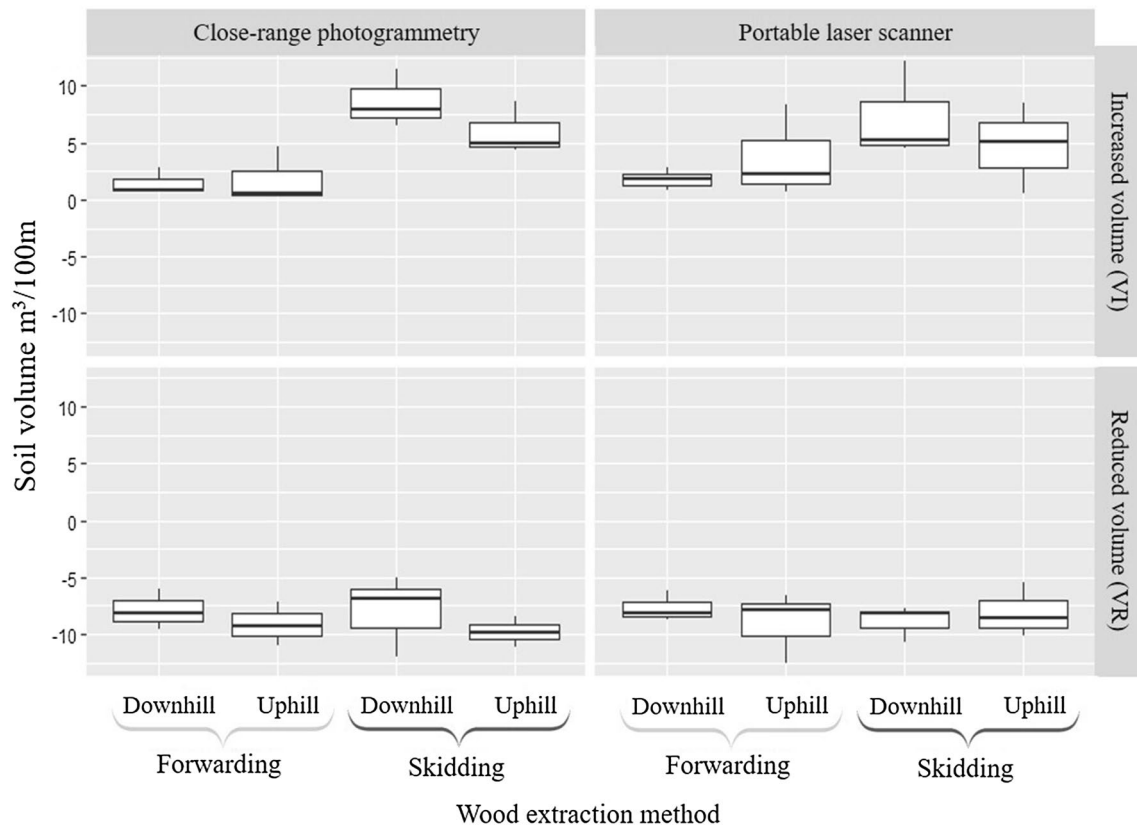 Close-range photogrammetry
Portable laser scanner
Soil volume m³/100m
10
5
0
-5
-10
Increased volume (VI)
10
5
0
-5
-10
Reduced volume (VR)
Downhill Uphill Downhill Uphill Downhill Uphill Downhill Uphill
Forwarding Skidding Forwarding Skidding
Wood extraction method